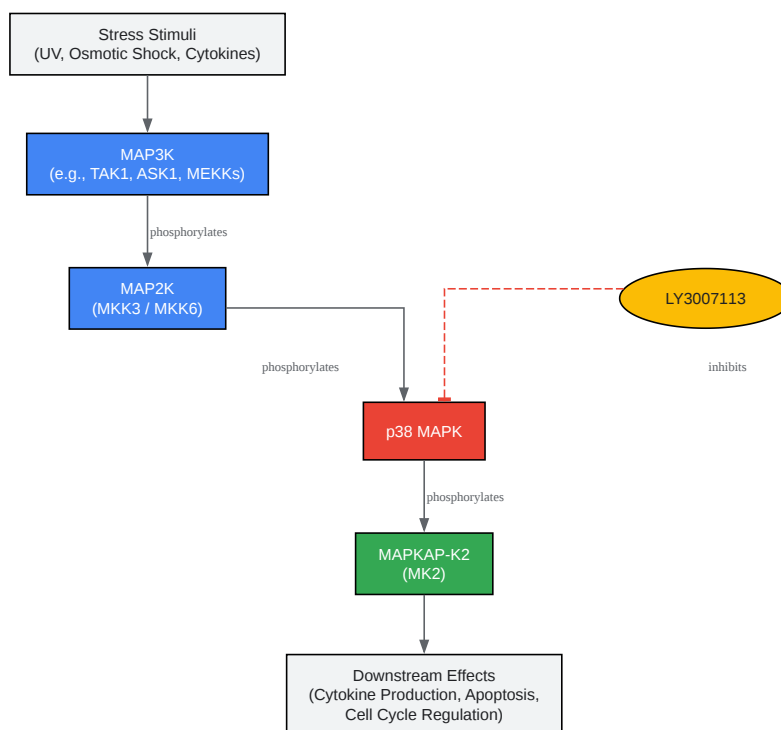 Stress Stimuli
(UV, Osmotic Shock, Cytokines)
MAP3K
(e.g., TAK1, ASK1, MEKKs)
phosphorylates
MAP2K
(MKK3 / MKK6)
LY3007113
phosphorylates
inhibits
p38 MAPK
phosphorylates
MAPKAP-K2
(MK2)
Downstream Effects
(Cytokine Production, Apoptosis,
Cell Cycle Regulation)